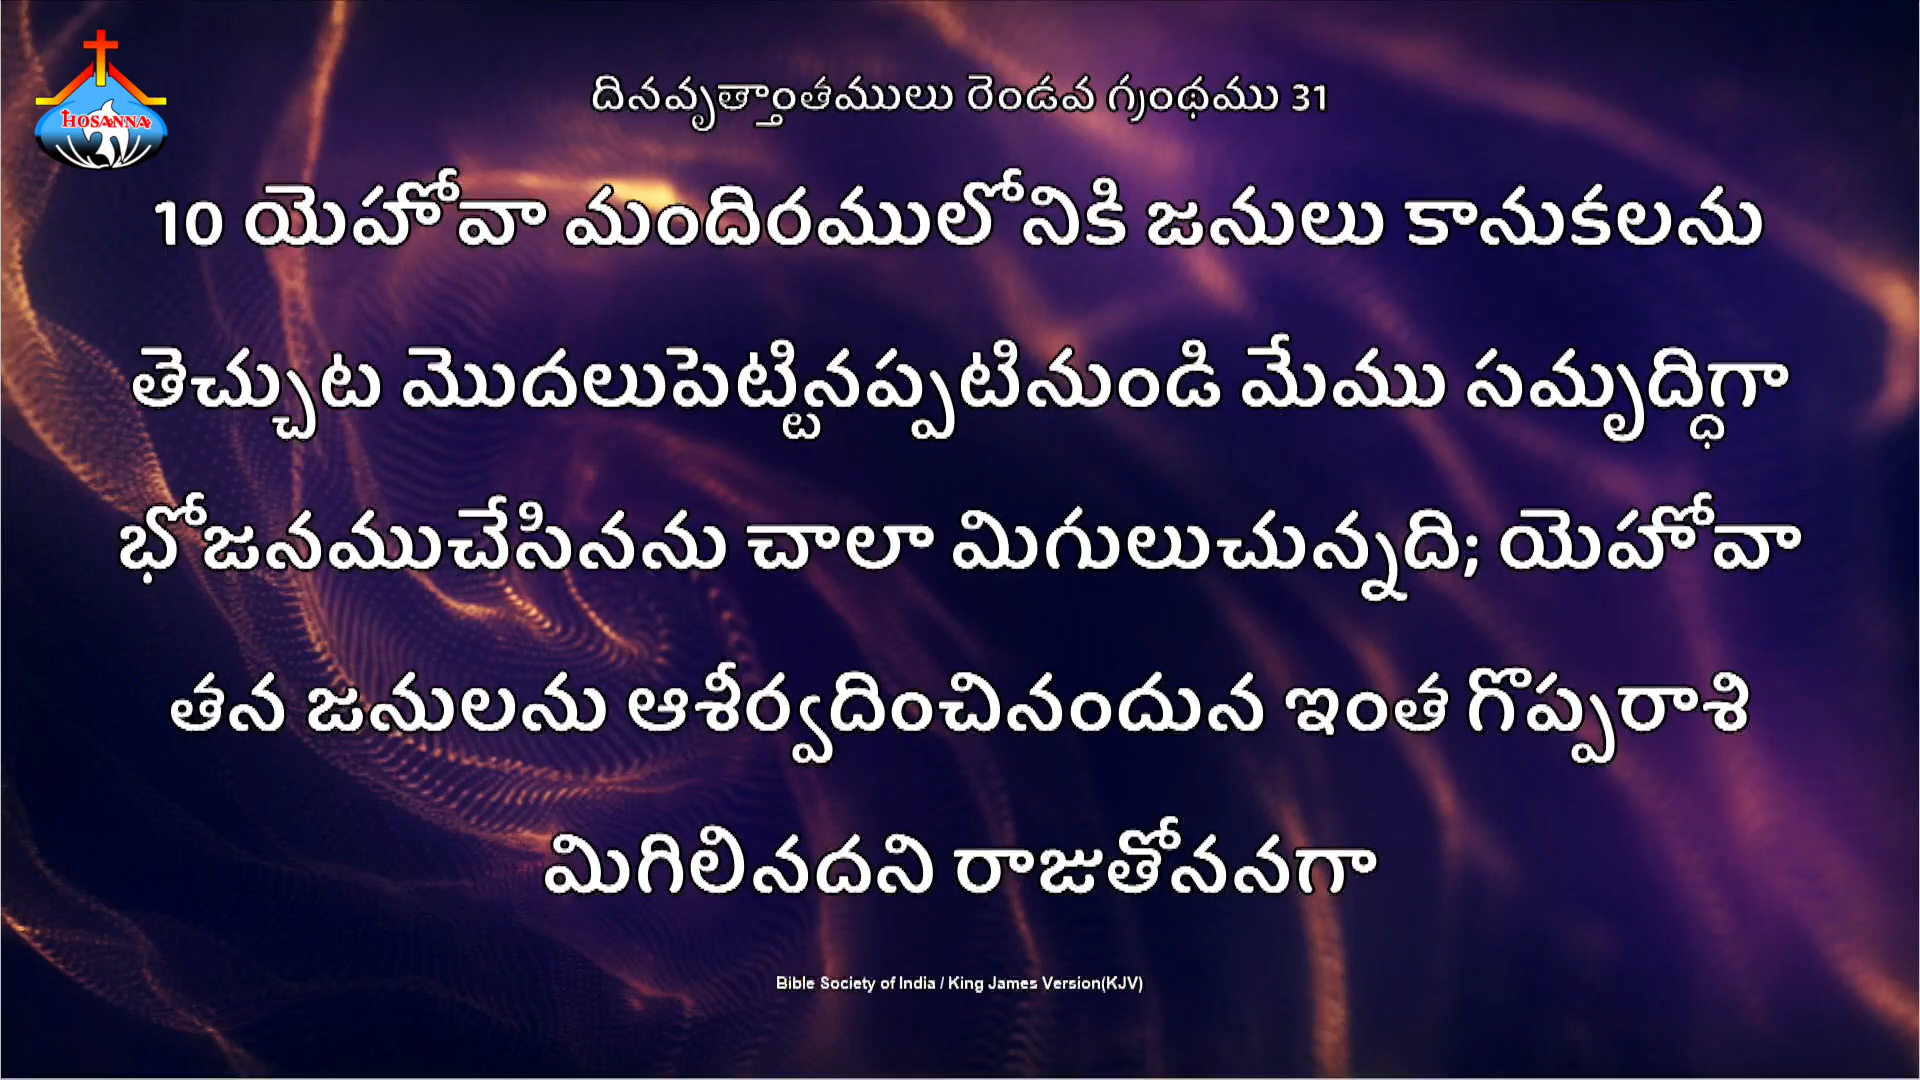 HOSANNA
దినవృత్తాంతములు రెండవ గ్రంథము 31
10 యెహోవా మందిరములోనికి జనులు కానుకలను
తెచ్చుట మొదలుపెట్టినప్పటినుండి మేము సమృద్ధిగా
భోజనముచేసినను చాలా మిగులుచున్నది; యెహోవా
తన జనులను ఆశీర్వదించినందున ఇంత గొప్పరాశి
మిగిలినదని రాజుతోననగా
Bible Society of India / King James Version(KJV)